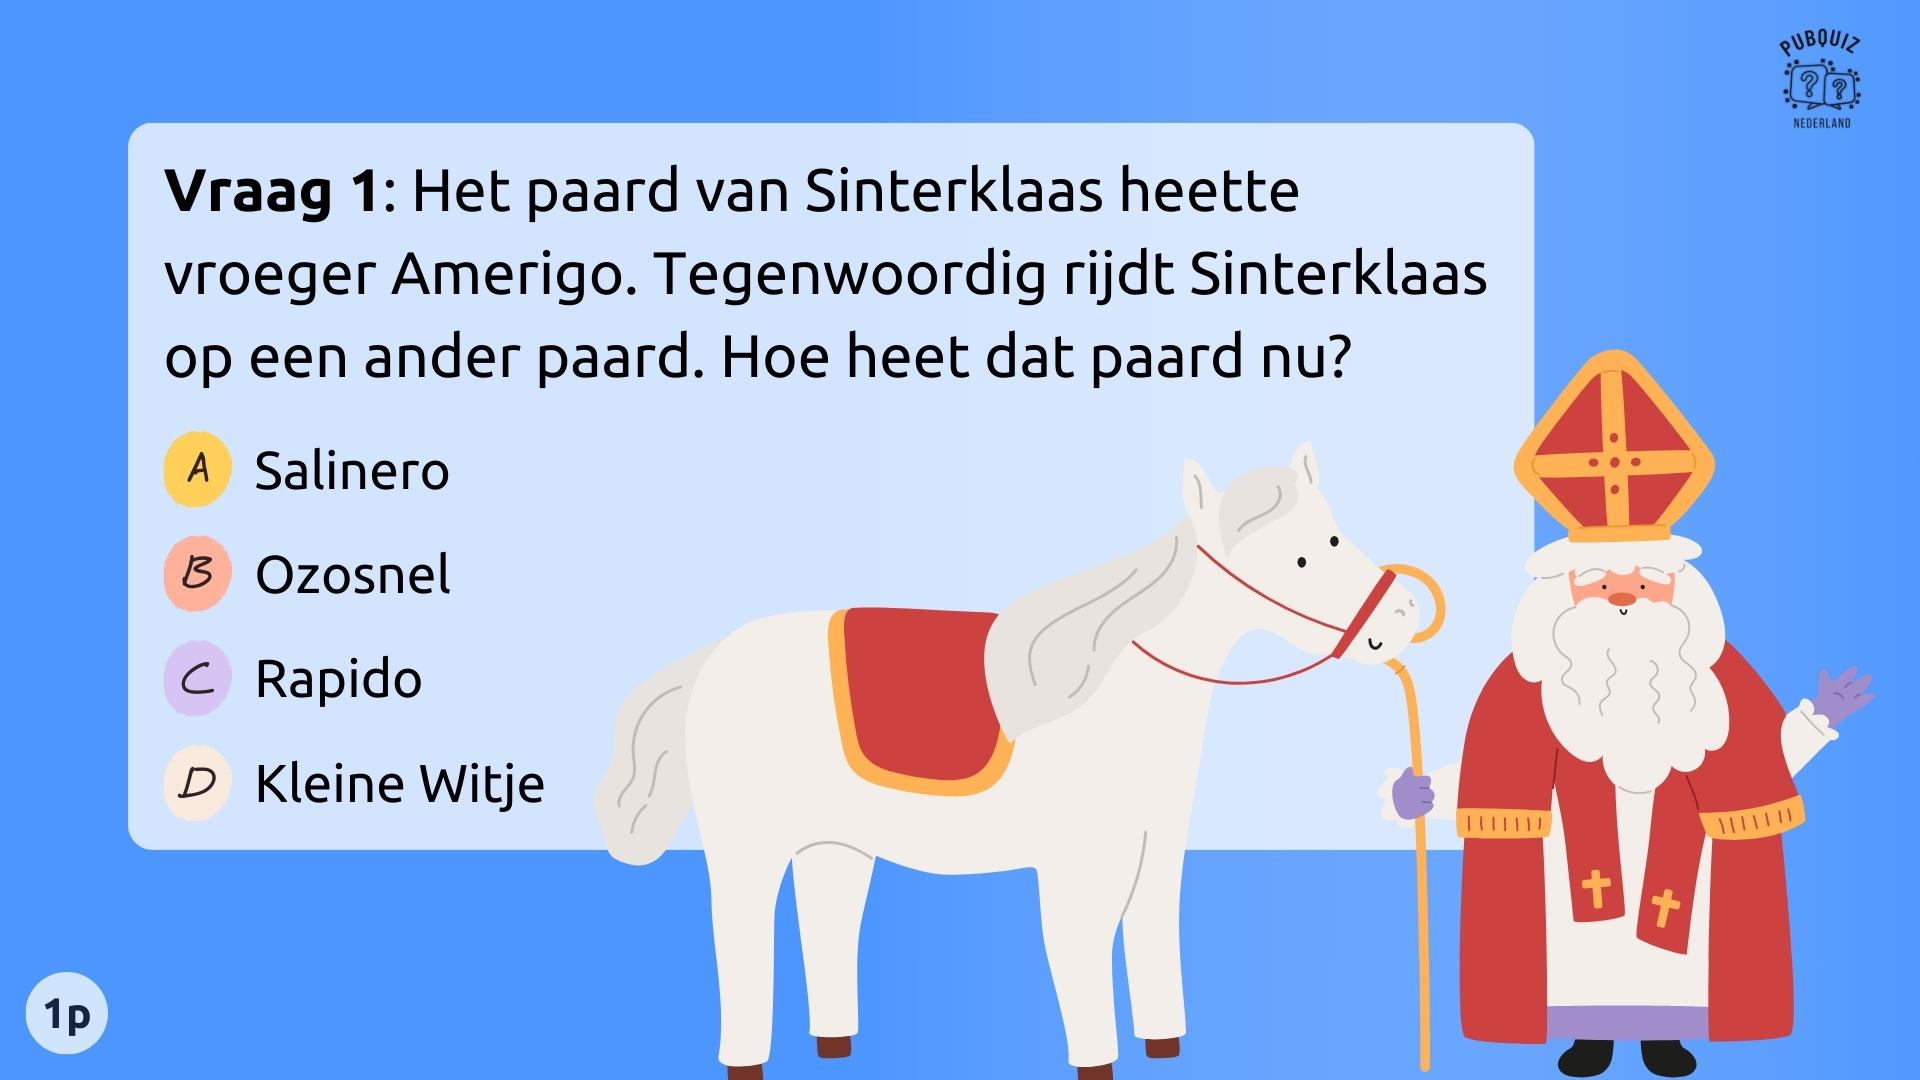 PUBQUIZ
? ?
NEDERLAND
Vraag 1: Het paard van Sinterklaas heette
vroeger Amerigo. Tegenwoordig rijdt Sinterklaas
op een ander paard. Hoe heet dat paard nu?
A Salinero
B Ozosnel
C Rapido
D Kleine Witje
1p